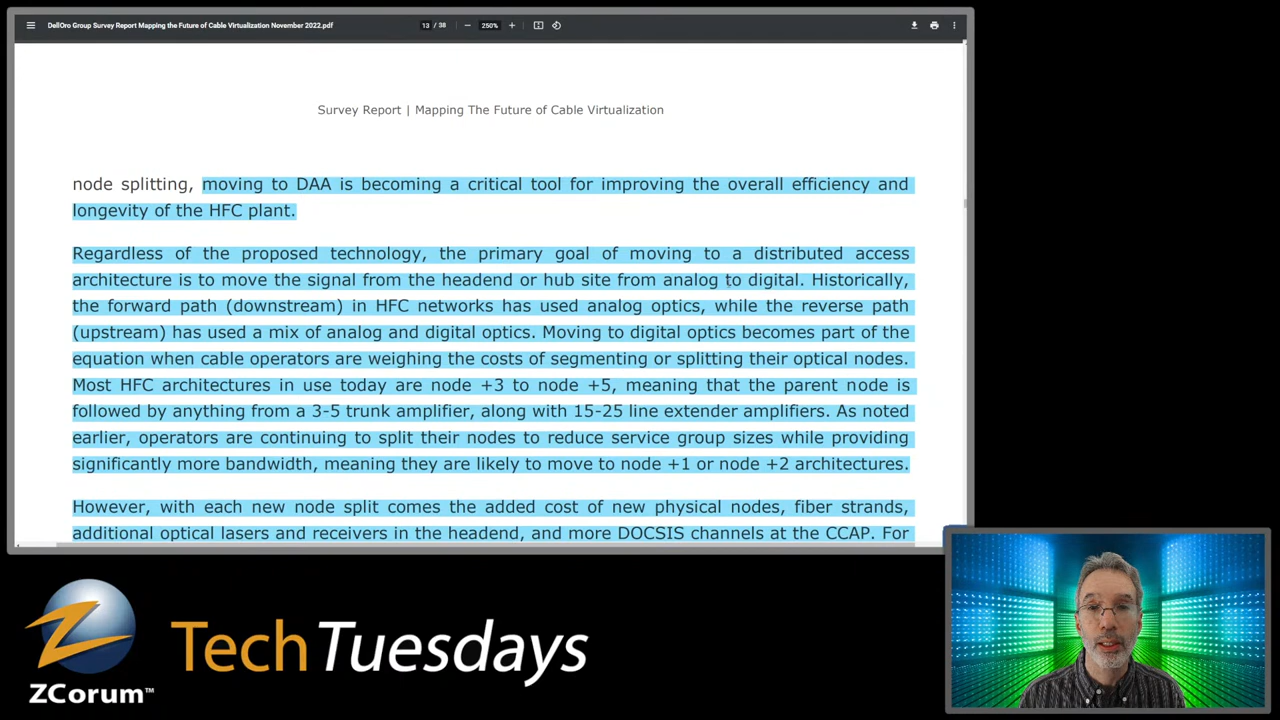 DellOro Group Survey Report Mapping the Future of Cable Virtualization November 2022.pdf
13 / 38
250%
Survey Report | Mapping The Future of Cable Virtualization
node splitting, moving to DAA is becoming a critical tool for improving the overall efficiency and
longevity of the HFC plant.
Regardless of the proposed technology, the primary goal of moving to a distributed access
architecture is to move the signal from the headend or hub site from analog to digital. Historically,
the forward path (downstream) in HFC networks has used analog optics, while the reverse path
(upstream) has used a mix of analog and digital optics. Moving to digital optics becomes part of the
equation when cable operators are weighing the costs of segmenting or splitting their optical nodes.
Most HFC architectures in use today are node +3 to node +5, meaning that the parent node is
followed by anything from a 3-5 trunk amplifier, along with 15-25 line extender amplifiers. As noted
earlier, operators are continuing to split their nodes to reduce service group sizes while providing
significantly more bandwidth, meaning they are likely to move to node +1 or node +2 architectures.
However, with each new node split comes the added cost of new physical nodes, fiber strands,
additional optical lasers and receivers in the headend, and more DOCSIS channels at the CCAP. For
TechTuesdays
ZCorum™